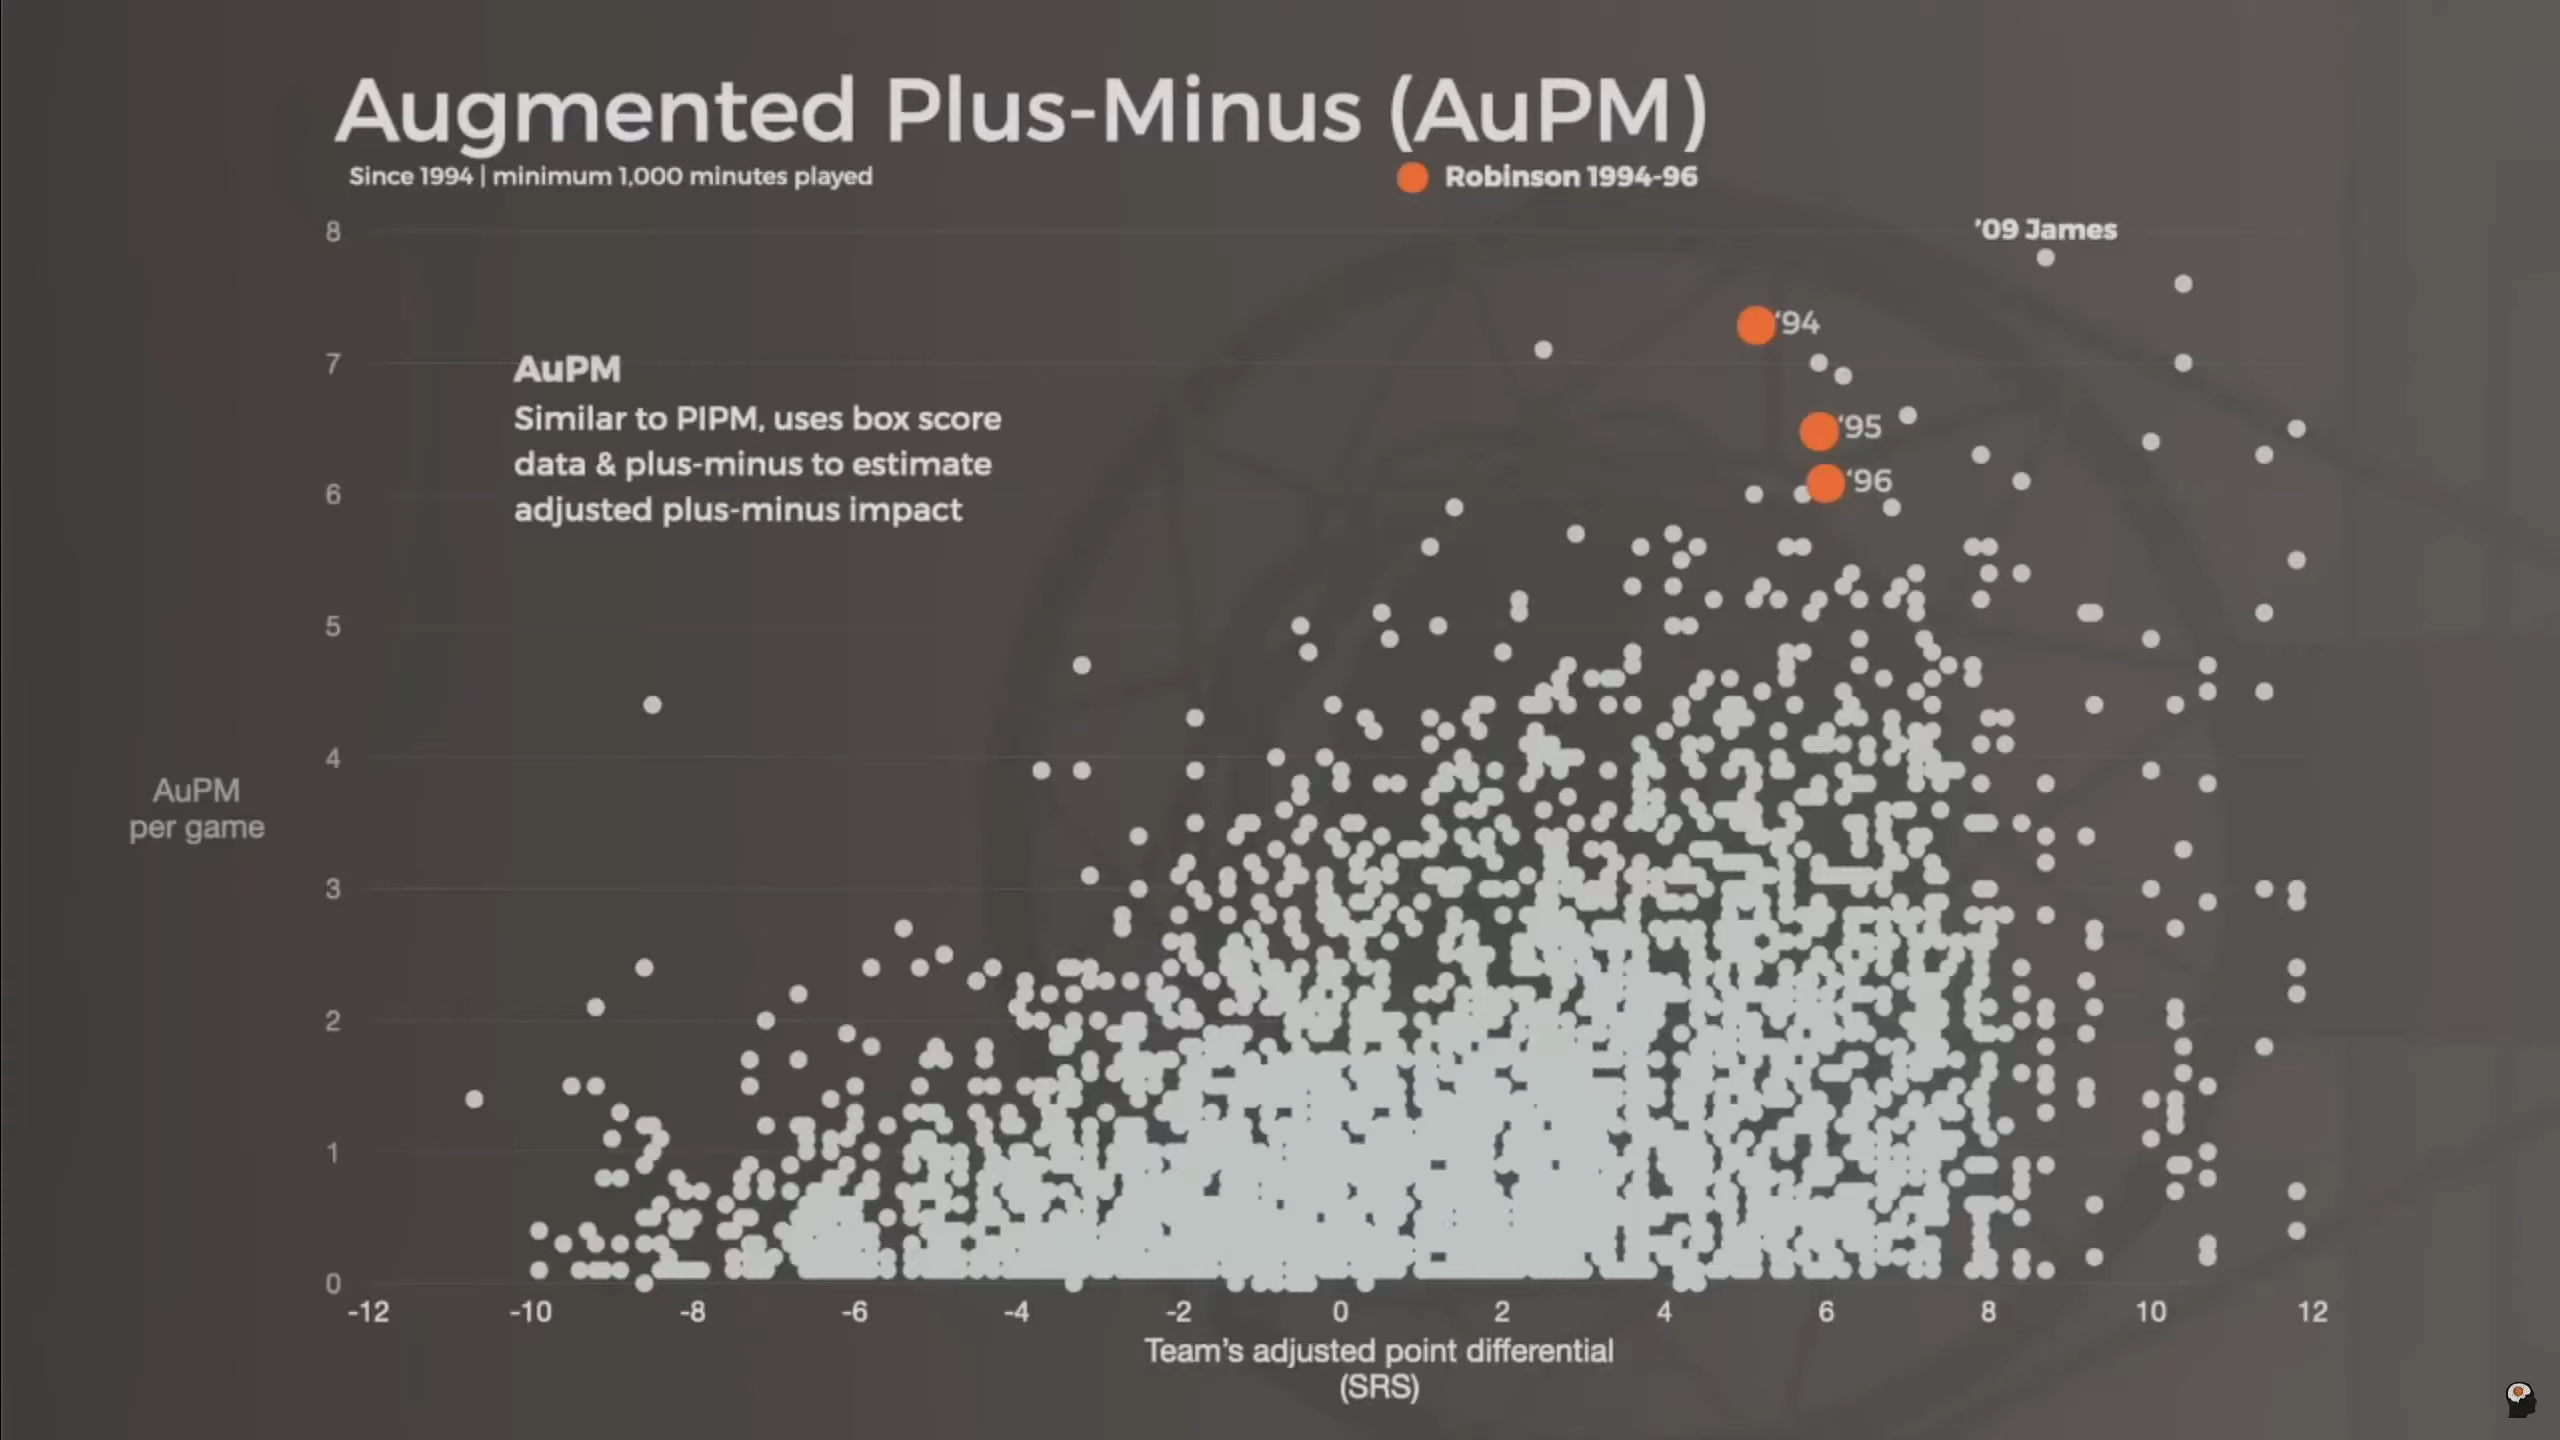 Augmented Plus-Minus (AuPM)
Since 1994 | minimum 1,000 minutes played
Robinson 1994-96
'09 James
8
'94
7
AuPM
Similar to PIPM, uses box score
data & plus-minus to estimate
adjusted plus-minus impact
'95
'96
6
5
4
AuPM
per game
3
2
1
0
-12 -10 -8 -6 -4 -2 0 2 4 6 8 10 12
Team's adjusted point differential
(SRS)